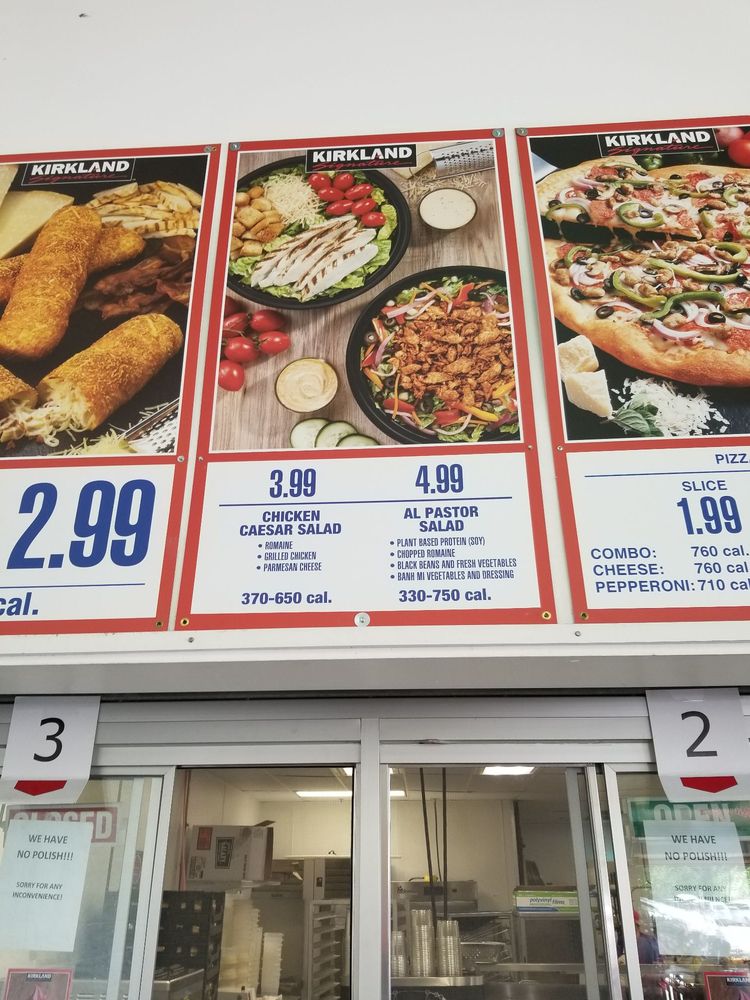 KIRKLAND
Signature
2.99
cal.
KIRKLAND
Signature
3.99
CHICKEN
CAESAR SALAD
• ROMAINE
• GRILLED CHICKEN
• PARMESAN CHEESE
370-650 cal.
4.99
AL PASTOR
SALAD
• PLANT BASED PROTEIN (SOY)
• CHOPPED ROMAINE
• BLACK BEANS AND FRESH VEGETABLES
• BANH MI VEGETABLES AND DRESSING
330-750 cal.
KIRKLAND
Signature
PIZZ
SLICE
1.99
COMBO: 760 cal.
CHEESE: 760 cal
PEPPERONI: 710 cal
3
CLOSED
WE HAVE
NO POLISH!!!
SORRY FOR ANY
INCONVENIENCE!
KIRKLAND
polyvinyl
films
2
OPEN
WE HAVE
NO POLISH!!!
SORRY FOR ANY
KIRKLAND